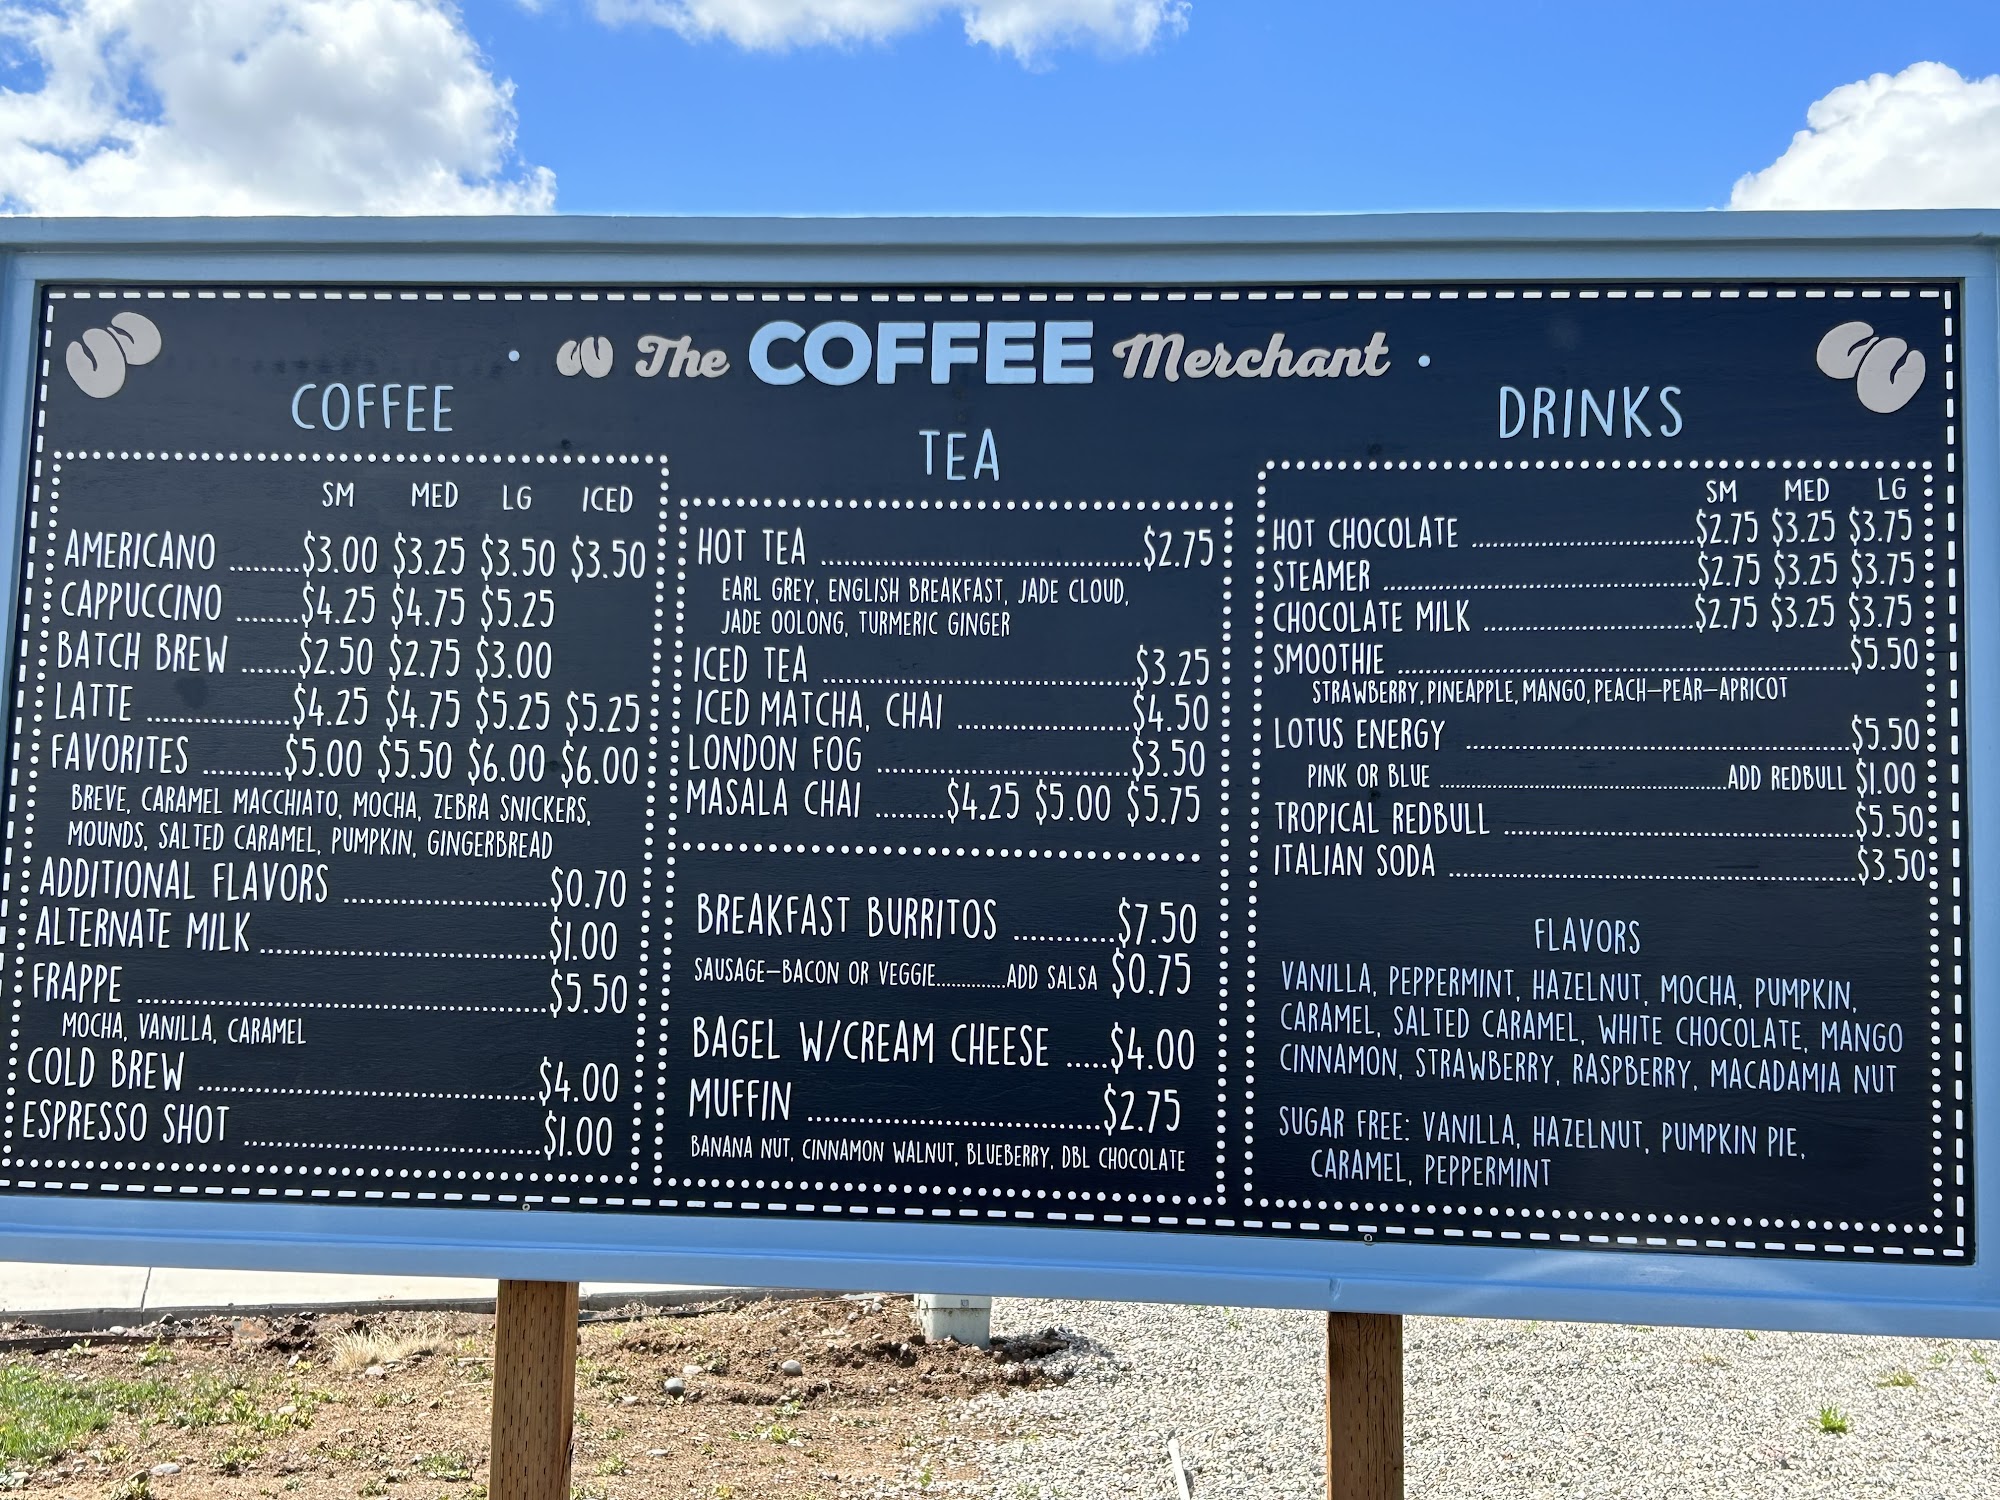 The COFFEE Merchant
COFFEE
SM MED LG ICED
AMERICANO ........$3.00 $3.25 $3.50 $3.50
CAPPUCCINO .......$4.25 $4.75 $5.25
BATCH BREW .......$2.50 $2.75 $3.00
LATTE ................$4.25 $4.75 $5.25 $5.25
FAVORITES ..........$5.00 $5.50 $6.00 $6.00
BREVE, CARAMEL MACCHIATO, MOCHA, ZEBRA SNICKERS,
MOUNDS, SALTED CARAMEL, PUMPKIN, GINGERBREAD
ADDITIONAL FLAVORS ........................$0.70
ALTERNATE MILK ..................................$1.00
FRAPPE ................................................$5.50
MOCHA, VANILLA, CARAMEL
COLD BREW ........................................$4.00
ESPRESSO SHOT ..................................$1.00
TEA
HOT TEA ........................................$2.75
EARL GREY, ENGLISH BREAKFAST, JADE CLOUD,
JADE OOLONG, TURMERIC GINGER
ICED TEA .......................................$3.25
ICED MATCHA, CHAI ......................$4.50
LONDON FOG ................................$3.50
MASALA CHAI .........$4.25 $5.00 $5.75
BREAKFAST BURRITOS ............$7.50
SAUSAGE-BACON OR VEGGIE..............ADD SALSA $0.75
BAGEL W/CREAM CHEESE .....$4.00
MUFFIN ...................................$2.75
BANANA NUT, CINNAMON WALNUT, BLUEBERRY, DBL CHOCOLATE
DRINKS
SM MED LG
HOT CHOCOLATE ............................$2.75 $3.25 $3.75
STEAMER ........................................$2.75 $3.25 $3.75
CHOCOLATE MILK ...........................$2.75 $3.25 $3.75
SMOOTHIE ..........................................................$5.50
STRAWBERRY, PINEAPPLE, MANGO, PEACH-PEAR-APRICOT
LOTUS ENERGY ..................................................$5.50
PINK OR BLUE ..........................................ADD REDBULL $1.00
TROPICAL REDBULL .............................................$5.50
ITALIAN SODA ....................................................$3.50
FLAVORS
VANILLA, PEPPERMINT, HAZELNUT, MOCHA, PUMPKIN,
CARAMEL, SALTED CARAMEL, WHITE CHOCOLATE, MANGO
CINNAMON, STRAWBERRY, RASPBERRY, MACADAMIA NUT
SUGAR FREE: VANILLA, HAZELNUT, PUMPKIN PIE,
CARAMEL, PEPPERMINT